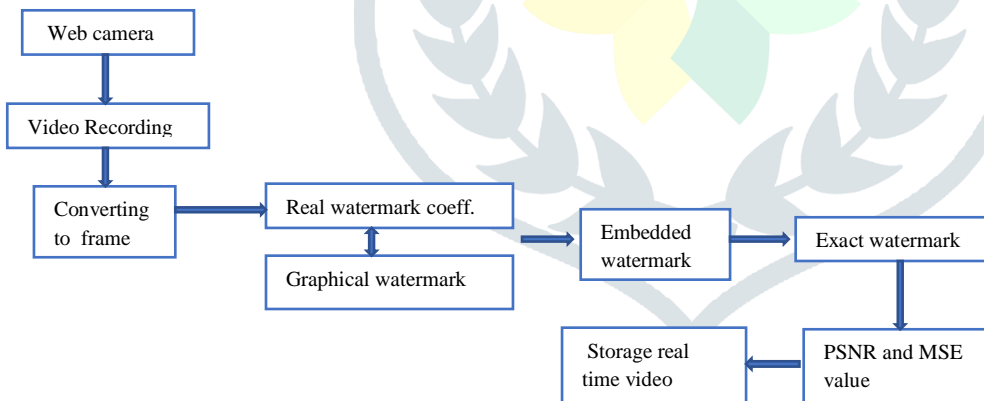 Web camera
Video Recording
Converting
to frame
Real watermark coeff.
Graphical watermark
Embedded
watermark
Exact watermark
PSNR and MSE
value
Storage real
time video